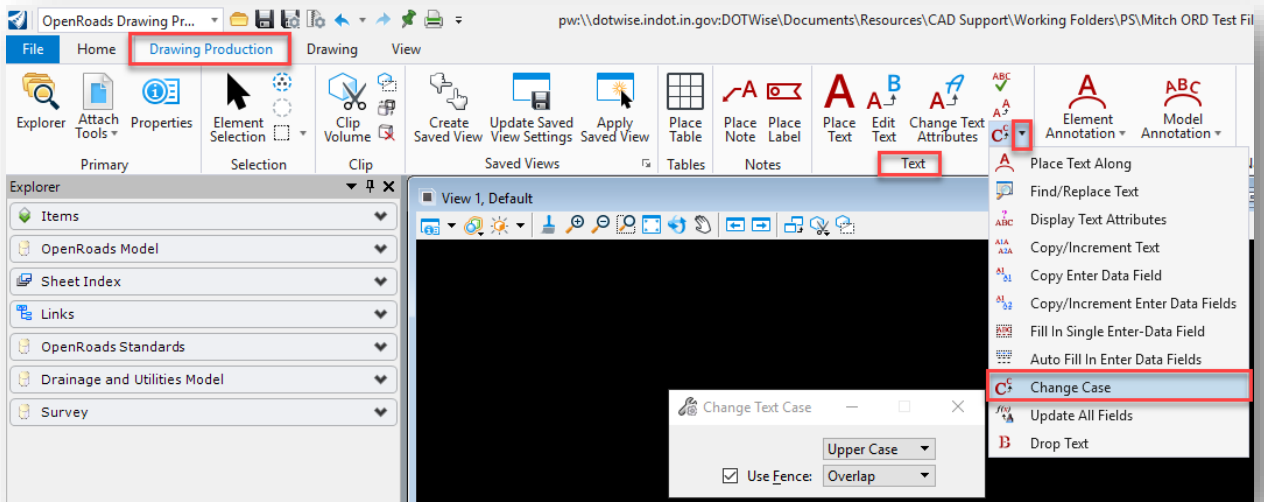 OpenRoads Drawing Pr...
pw:\\dotwise.indot.in.gov:DOTWise\Documents\Resources\CAD Support\Working Folders\PS\Mitch ORD Test Fil
File Home Drawing Production Drawing View
Explorer
Attach
Tools
Properties
Element
Selection
Clip
Volume
Create
Saved View
Update Saved
View Settings
Apply
Saved View
Place
Table
Place
Note
Place
Label
Place
Text
Edit
Text
Change Text
Attributes
Element
Annotation
Model
Annotation
Primary Selection Clip Saved Views Tables Notes Text
Explorer
Items
OpenRoads Model
Sheet Index
Links
OpenRoads Standards
Drainage and Utilities Model
Survey
View 1, Default
Place Text Along
Find/Replace Text
Display Text Attributes
Copy/Increment Text
Copy Enter Data Field
Copy/Increment Enter Data Fields
Fill In Single Enter-Data Field
Auto Fill In Enter Data Fields
Change Case
Update All Fields
Drop Text
Change Text Case
Upper Case
Use Fence: Overlap